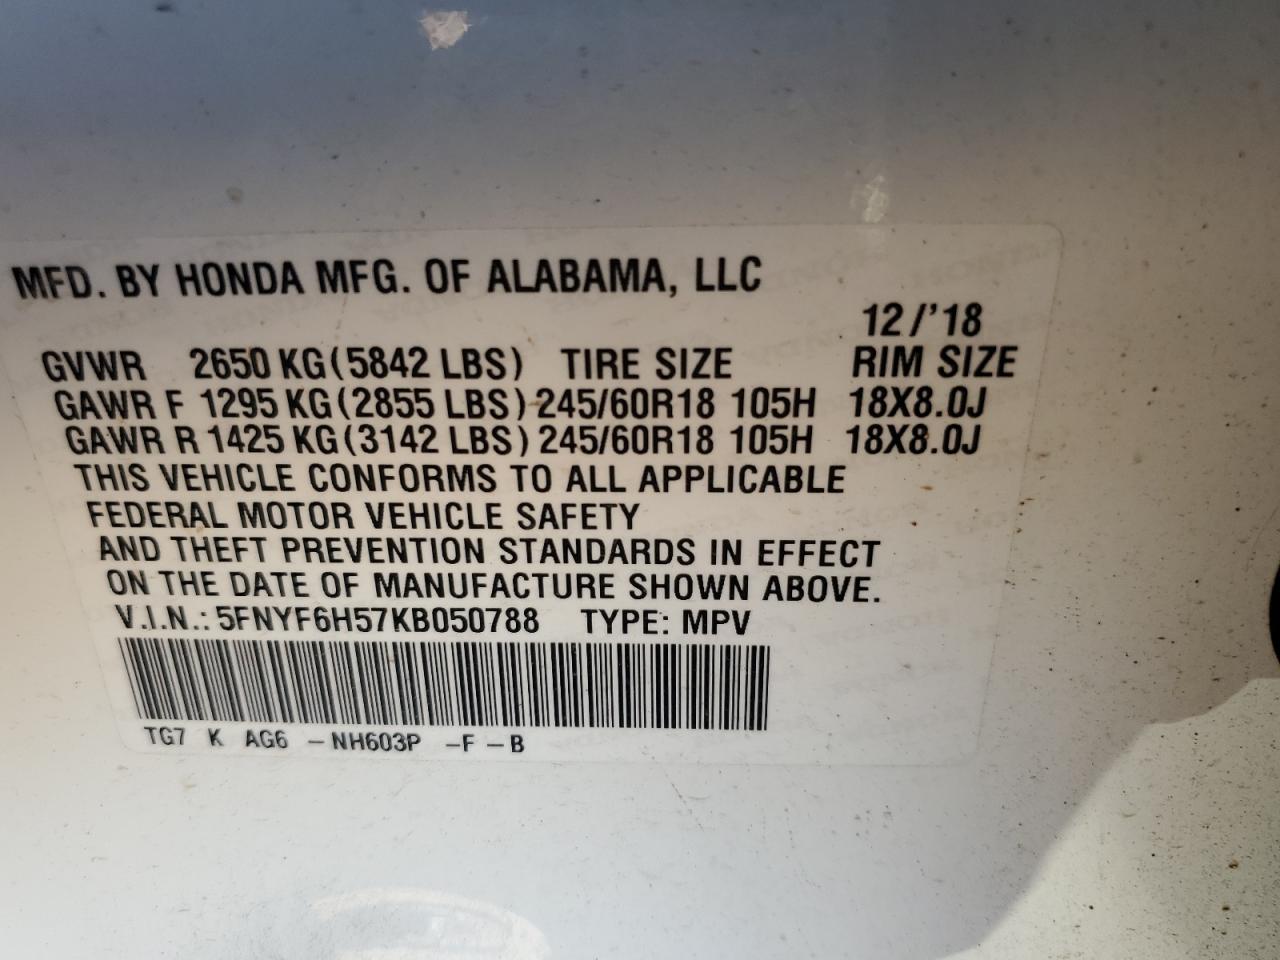 MFD. BY HONDA MFG. OF ALABAMA, LLC
12/'18
GVWR 2650 KG(5842 LBS) TIRE SIZE RIM SIZE
GAWR F 1295 KG(2855 LBS) 245/60R18 105H 18X8.0J
GAWR R 1425 KG(3142 LBS) 245/60R18 105H 18X8.0J
THIS VEHICLE CONFORMS TO ALL APPLICABLE
FEDERAL MOTOR VEHICLE SAFETY
AND THEFT PREVENTION STANDARDS IN EFFECT
ON THE DATE OF MANUFACTURE SHOWN ABOVE.
V.I.N.: 5FNYF6H57KB050788 TYPE: MPV
TG7 K AG6 -NH603P -F-B